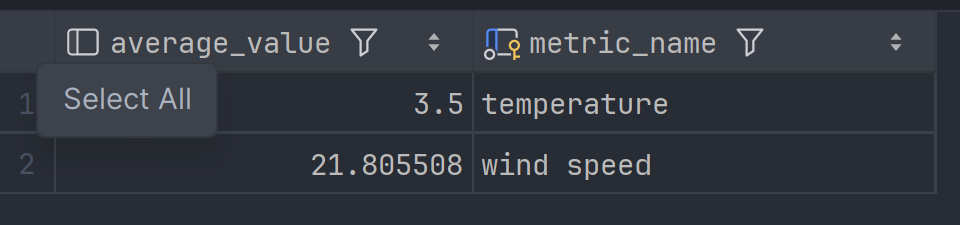 average_value metric_name
Select All
1 3.5 temperature
2 21.805508 wind speed